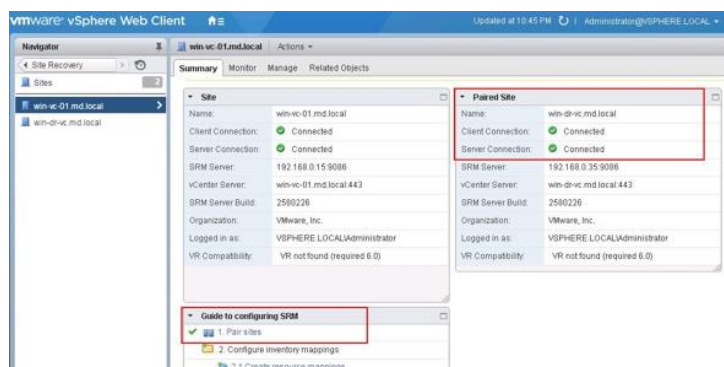 vmware® vSphere Web Client
Updated at 10:45 PM | Administrator@VSPHERE.LOCAL
Navigator
Site Recovery
Sites 2
win-vc-01.md.local
win-dr-vc.md.local
win-vc-01.md.local Actions
Summary Monitor Manage Related Objects
Site
Name: win-vc-01.md.local
Client Connection: Connected
Server Connection: Connected
SRM Server: 192.168.0.15:9086
vCenter Server: win-vc-01.md.local:443
SRM Server Build: 2580226
Organization: VMware, Inc.
Logged in as: VSPHERE.LOCAL\Administrator
VR Compatibility: VR not found (required 6.0)
Paired Site
Name: win-dr-vc.md.local
Client Connection: Connected
Server Connection: Connected
SRM Server: 192.168.0.35:9086
vCenter Server: win-dr-vc.md.local:443
SRM Server Build: 2580226
Organization: VMware, Inc.
Logged in as: VSPHERE.LOCAL\Administrator
VR Compatibility: VR not found (required 6.0)
Guide to configuring SRM
1. Pair sites
2. Configure inventory mappings
2.1 Create resource mappings